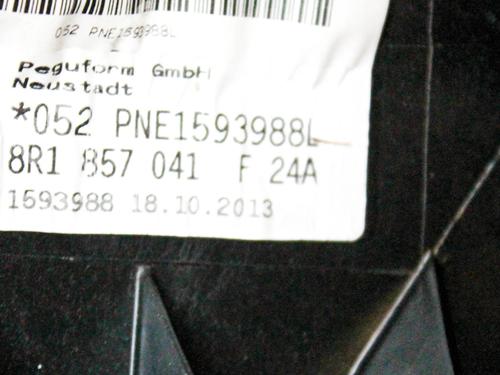 052 PNE1593988L
Peguform GmbH
Neustadt
*052 PNE1593988L
8R1 857 041 F 24A
1593988 18.10.2013